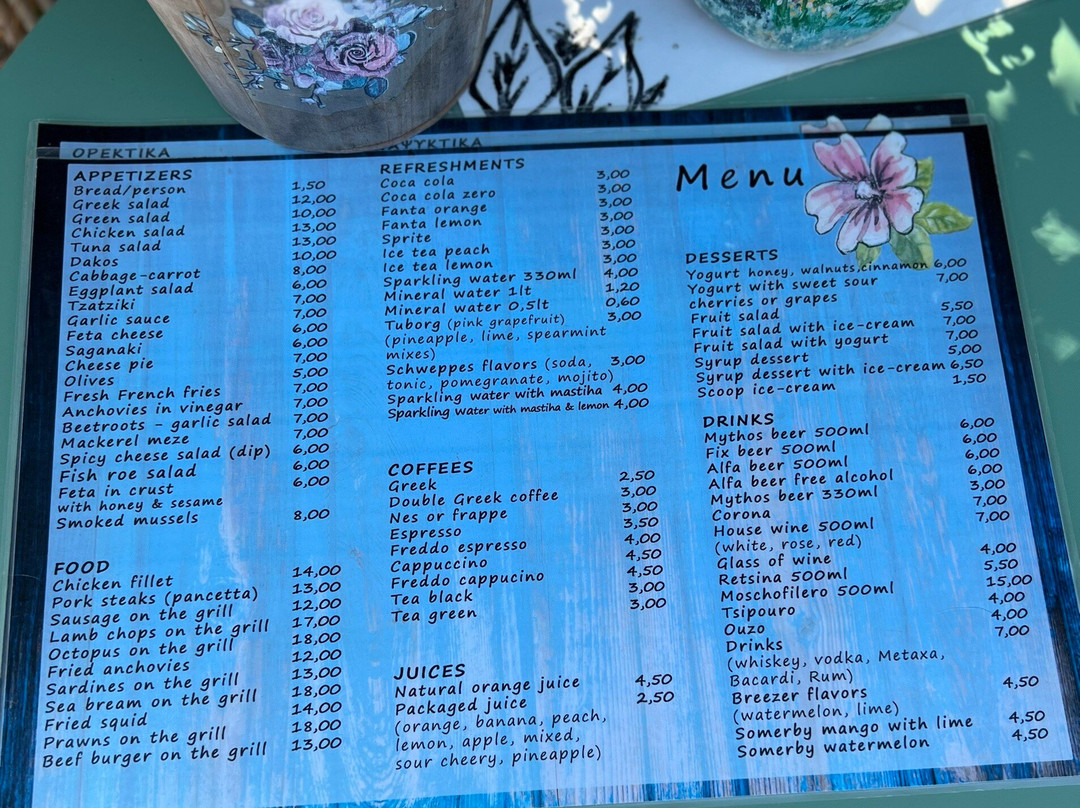 ΟΡΕΚΤΙΚΑ
APPETIZERS
Bread/person 1,50
Greek salad 12,00
Green salad 10,00
Chicken salad 13,00
Tuna salad 13,00
Dakos 10,00
Cabbage-carrot 8,00
Eggplant salad 6,00
Tzatziki 7,00
Garlic sauce 7,00
Feta cheese 6,00
Saganaki 6,00
Cheese pie 7,00
Olives 5,00
Fresh French fries 7,00
Anchovies in vinegar 7,00
Beetroots - garlic salad 7,00
Mackerel meze 7,00
Spicy cheese salad (dip) 6,00
Fish roe salad 6,00
Feta in crust 6,00
with honey & sesame
Smoked mussels 8,00
FOOD
Chicken fillet 14,00
Pork steaks (pancetta) 13,00
Sausage on the grill 12,00
Lamb chops on the grill 17,00
Octopus on the grill 18,00
Fried anchovies 12,00
Sardines on the grill 13,00
Sea bream on the grill 18,00
Fried squid 14,00
Prawns on the grill 18,00
Beef burger on the grill 13,00
ΑΨΥΚΤΙΚΑ
REFRESHMENTS
Coca cola 3,00
Coca cola zero 3,00
Fanta orange 3,00
Fanta lemon 3,00
Sprite 3,00
Ice tea peach 3,00
Ice tea lemon 3,00
Sparkling water 330ml 4,00
Mineral water 1lt 1,20
Mineral water 0,5lt 0,60
Tuborg (pink grapefruit) 3,00
(pineapple, lime, spearmint
mixes)
Schweppes flavors (soda, 3,00
tonic, pomegranate, mojito)
Sparkling water with mastiha 4,00
Sparkling water with mastiha & lemon 4,00
COFFEES
Greek 2,50
Double Greek coffee 3,00
Nes or frappe 3,00
Espresso 3,50
Freddo espresso 4,00
Cappuccino 4,50
Freddo cappucino 4,50
Tea black 3,00
Tea green 3,00
JUICES
Natural orange juice 4,50
Packaged juice 2,50
(orange, banana, peach,
lemon, apple, mixed,
sour cheery, pineapple)
Menu
DESSERTS
Yogurt honey, walnuts,cinnamon 6,00
Yogurt with sweet sour 7,00
cherries or grapes
Fruit salad 5,50
Fruit salad with ice-cream 7,00
Fruit salad with yogurt 7,00
Syrup dessert 5,00
Syrup dessert with ice-cream 6,50
Scoop ice-cream 1,50
DRINKS
Mythos beer 500ml 6,00
Fix beer 500ml 6,00
Alfa beer 500ml 6,00
Alfa beer free alcohol 6,00
Mythos beer 330ml 3,00
Corona 7,00
House wine 500ml 7,00
(white, rose, red)
Glass of wine 4,00
Retsina 500ml 5,50
Moschofilero 500ml 15,00
Tsipouro 4,00
Ouzo 4,00
Drinks 7,00
(whiskey, vodka, Metaxa,
Bacardi, Rum)
Breezer flavors 4,50
(watermelon, lime)
Somerby mango with lime 4,50
Somerby watermelon 4,50